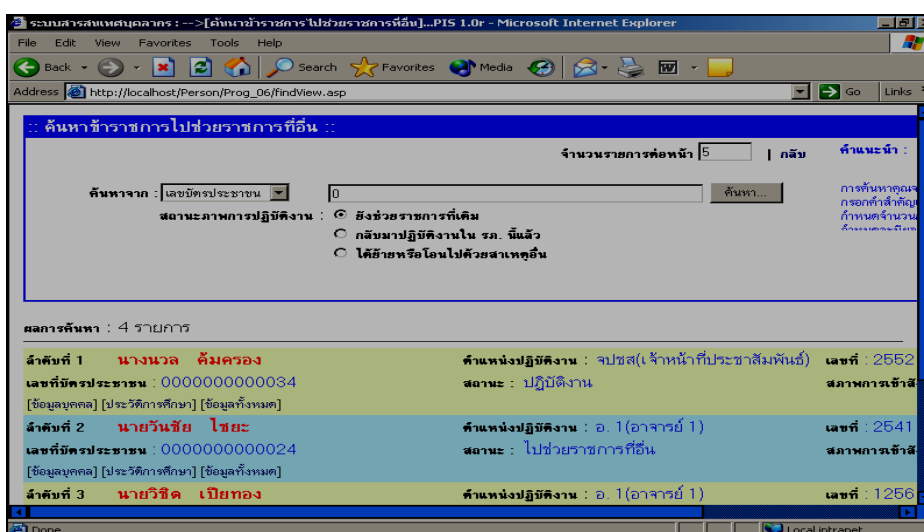 ระบบสารสนเทศบุคลากร : -->[ค้นหาข้าราชการไปช่วยราชการที่อื่น]...PIS 1.0r - Microsoft Internet Explorer
File Edit View Favorites Tools Help
Back Search Favorites Media
Address http://localhost/Person/Prog_06/findView.asp Go Links
:: ค้นหาข้าราชการไปช่วยราชการที่อื่น ::
จำนวนรายการต่อหน้า 5 | กลับ คำแนะนำ :
ค้นหาจาก : เลขบัตรประชาชน 0 ค้นหา... การค้นหาคุณจ
กรอกคำสำคัญ
สถานะภาพการปฏิบัติงาน : ยังช่วยราชการที่เดิม กำหนดจำนวน
กลับมาปฏิบัติงานใน รภ. นี้แล้ว
ได้ย้ายหรือโอนไปด้วยสาเหตุอื่น
ผลการค้นหา : 4 รายการ
ลำดับที่ 1 นางนวล คัมครอง ตำแหน่งปฏิบัติงาน : จปชส(เจ้าหน้าที่ประชาสัมพันธ์) เลขที่ : 2552
เลขที่บัตรประชาชน : 0000000000034 สถานะ : ปฏิบัติงาน สภาพการเข้าสั
[ข้อมูลบุคคล] [ประวัติการศึกษา] [ข้อมูลทั้งหมด]
ลำดับที่ 2 นายวันชัย ไชยะ ตำแหน่งปฏิบัติงาน : อ. 1(อาจารย์ 1) เลขที่ : 2541
เลขที่บัตรประชาชน : 0000000000024 สถานะ : ไปช่วยราชการที่อื่น สภาพการเข้าสั
[ข้อมูลบุคคล] [ประวัติการศึกษา] [ข้อมูลทั้งหมด]
ลำดับที่ 3 นายวิชิด เปียทอง ตำแหน่งปฏิบัติงาน : อ. 1(อาจารย์ 1) เลขที่ : 1256
Done Local intranet